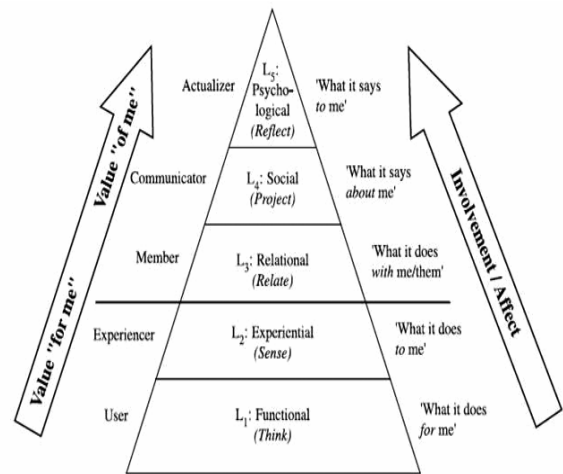 L₅:
Psycho-
logical
(Reflect)
Actualizer
'What it says
to me'
Communicator
L₄: Social
(Project)
'What it says
about me'
Member
L₃: Relational
(Relate)
'What it does
with me/them'
Experiencer
L₂: Experiential
(Sense)
'What it does
to me'
User
L₁: Functional
(Think)
'What it does
for me'
Value "for me"
Value "of me"
Involvement / Affect